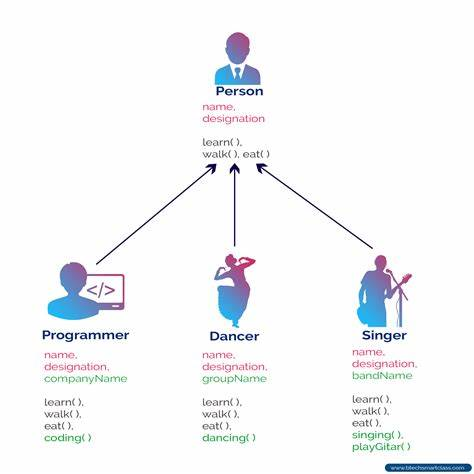 Person
name,
designation
learn( ),
walk( ), eat( )
Programmer
name,
designation,
companyName
learn( ),
walk( ),
eat( ),
coding( )
Dancer
name,
designation,
groupName
learn( ),
walk( ),
eat( ),
dancing( )
Singer
name,
designation,
bandName
learn( ),
walk( ),
eat( ),
singing( ),
playGitar( )
www.btechsmartclass.com